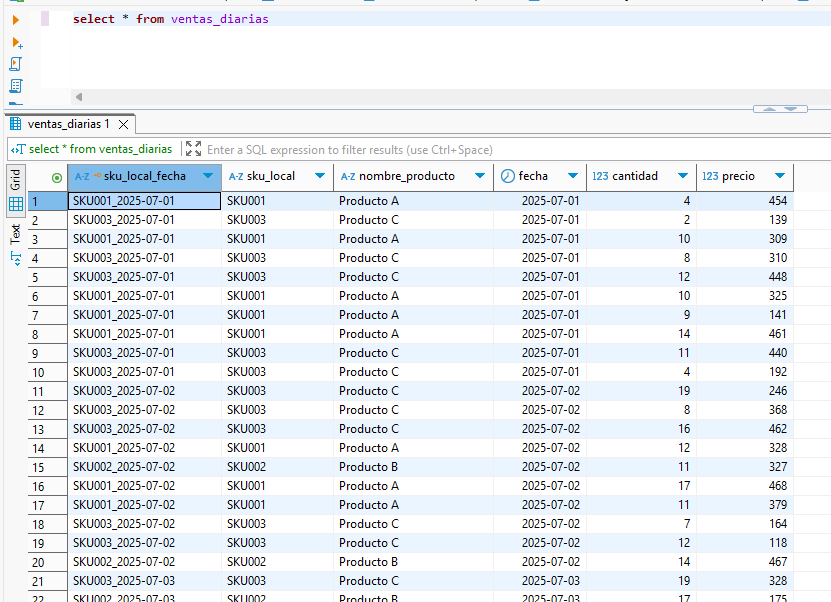 select * from ventas_diarias
ventas_diarias 1
select * from ventas_diarias Enter a SQL expression to filter results (use Ctrl+Space)
Grid
Text
A-Z sku_local_fecha A-Z sku_local A-Z nombre_producto fecha 123 cantidad 123 precio
1 SKU001_2025-07-01 SKU001 Producto A 2025-07-01 4 454
2 SKU003_2025-07-01 SKU003 Producto C 2025-07-01 2 139
3 SKU001_2025-07-01 SKU001 Producto A 2025-07-01 10 309
4 SKU003_2025-07-01 SKU003 Producto C 2025-07-01 8 310
5 SKU003_2025-07-01 SKU003 Producto C 2025-07-01 12 448
6 SKU001_2025-07-01 SKU001 Producto A 2025-07-01 10 325
7 SKU001_2025-07-01 SKU001 Producto A 2025-07-01 9 141
8 SKU001_2025-07-01 SKU001 Producto A 2025-07-01 14 461
9 SKU003_2025-07-01 SKU003 Producto C 2025-07-01 11 440
10 SKU003_2025-07-01 SKU003 Producto C 2025-07-01 4 192
11 SKU003_2025-07-02 SKU003 Producto C 2025-07-02 19 246
12 SKU003_2025-07-02 SKU003 Producto C 2025-07-02 8 368
13 SKU003_2025-07-02 SKU003 Producto C 2025-07-02 16 462
14 SKU001_2025-07-02 SKU001 Producto A 2025-07-02 12 328
15 SKU002_2025-07-02 SKU002 Producto B 2025-07-02 11 327
16 SKU001_2025-07-02 SKU001 Producto A 2025-07-02 17 468
17 SKU001_2025-07-02 SKU001 Producto A 2025-07-02 11 379
18 SKU003_2025-07-02 SKU003 Producto C 2025-07-02 7 164
19 SKU003_2025-07-02 SKU003 Producto C 2025-07-02 12 118
20 SKU002_2025-07-02 SKU002 Producto B 2025-07-02 14 467
21 SKU003_2025-07-03 SKU003 Producto C 2025-07-03 19 328
22 SKU002_2025-07-03 SKU002 Producto B 2025-07-03 17 175